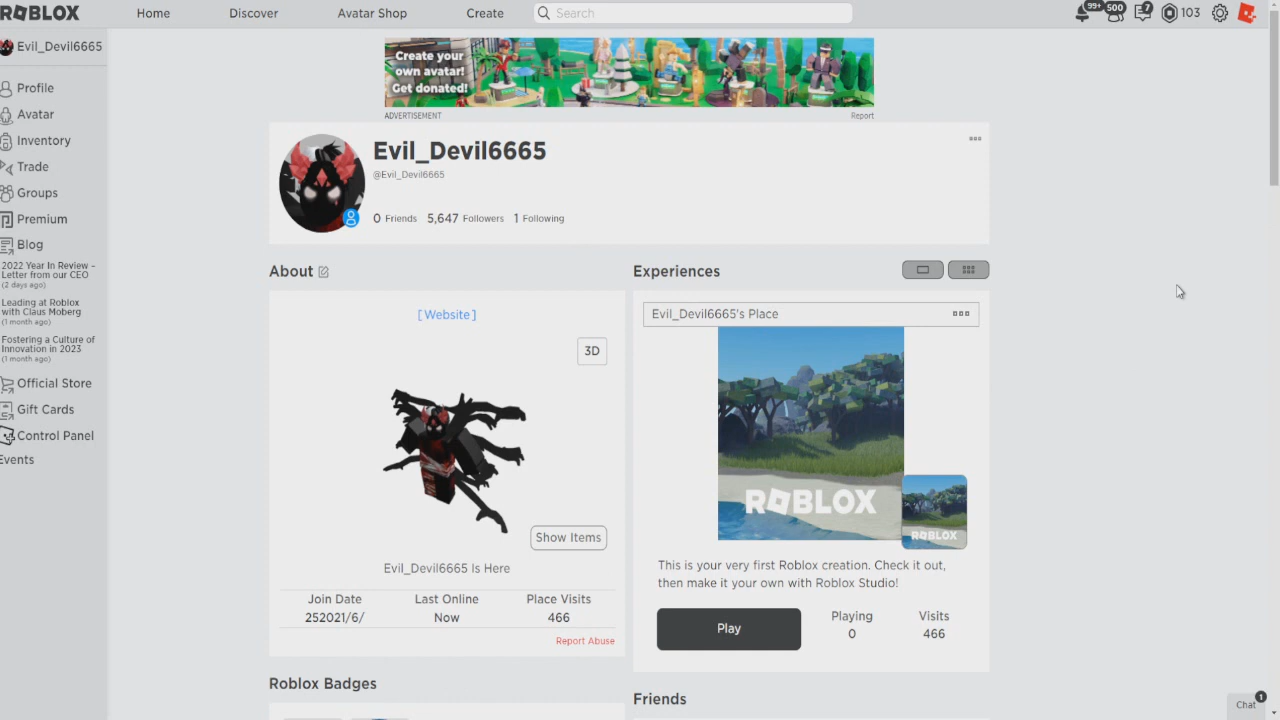 ROBLOX
Home
Discover
Avatar Shop
Create
Search
99+
500
7
103
Evil_Devil6665
Profile
Avatar
Inventory
Trade
Groups
Premium
Blog
2022 Year In Review –
Letter from our CEO
(2 days ago)
Leading at Roblox
with Claus Moberg
(1 month ago)
Fostering a Culture of
Innovation in 2023
(1 month ago)
Official Store
Gift Cards
Control Panel
Events
Create your
own avatar!
Get donated!
ADVERTISEMENT
Report
Evil_Devil6665
@Evil_Devil6665
0 Friends 5,647 Followers 1 Following
About
[ Website ]
3D
Show Items
Evil_Devil6665 Is Here
Join Date
252021/6/
Last Online
Now
Place Visits
466
Report Abuse
Roblox Badges
Experiences
Evil_Devil6665's Place
ROBLOX
ROBLOX
This is your very first Roblox creation. Check it out,
then make it your own with Roblox Studio!
Play
Playing
0
Visits
466
Friends
Chat
1